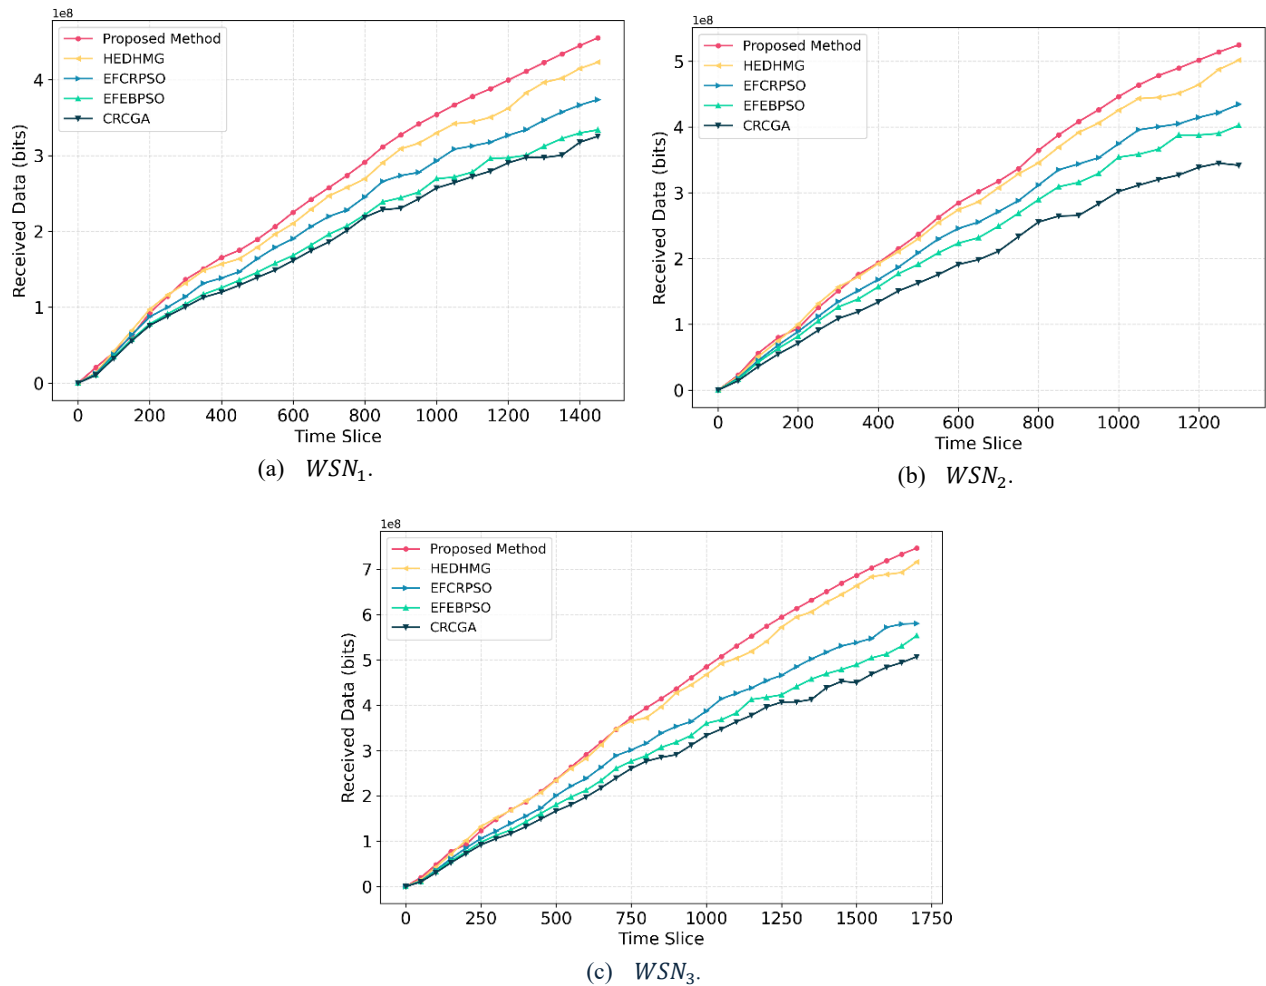 1e8
Received Data (bits)
4
3
2
1
0
Proposed Method
HEDHMG
EFCRPSO
EFEBPSO
CRCGA
0 200 400 600 800 1000 1200 1400
Time Slice
(a) WSN₁.
1e8
Received Data (bits)
5
4
3
2
1
0
Proposed Method
HEDHMG
EFCRPSO
EFEBPSO
CRCGA
0 200 400 600 800 1000 1200
Time Slice
(b) WSN₂.
1e8
Received Data (bits)
7
6
5
4
3
2
1
0
Proposed Method
HEDHMG
EFCRPSO
EFEBPSO
CRCGA
0 250 500 750 1000 1250 1500 1750
Time Slice
(c) WSN₃.